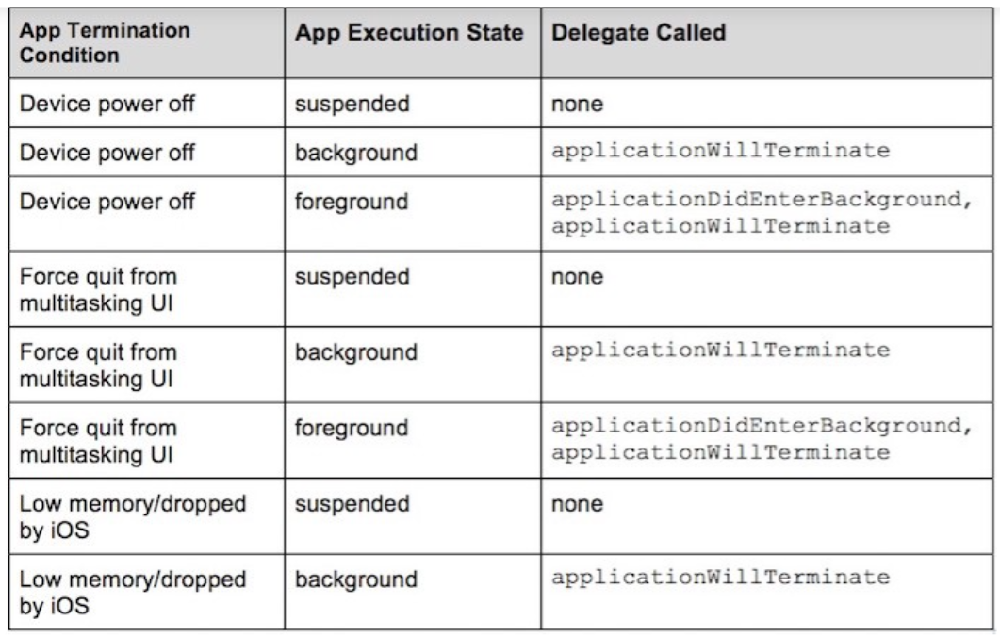 App Termination Condition | App Execution State | Delegate Called
Device power off | suspended | none
Device power off | background | applicationWillTerminate
Device power off | foreground | applicationDidEnterBackground,
applicationWillTerminate
Force quit from
multitasking UI | suspended | none
Force quit from
multitasking UI | background | applicationWillTerminate
Force quit from
multitasking UI | foreground | applicationDidEnterBackground,
applicationWillTerminate
Low memory/dropped
by iOS | suspended | none
Low memory/dropped
by iOS | background | applicationWillTerminate